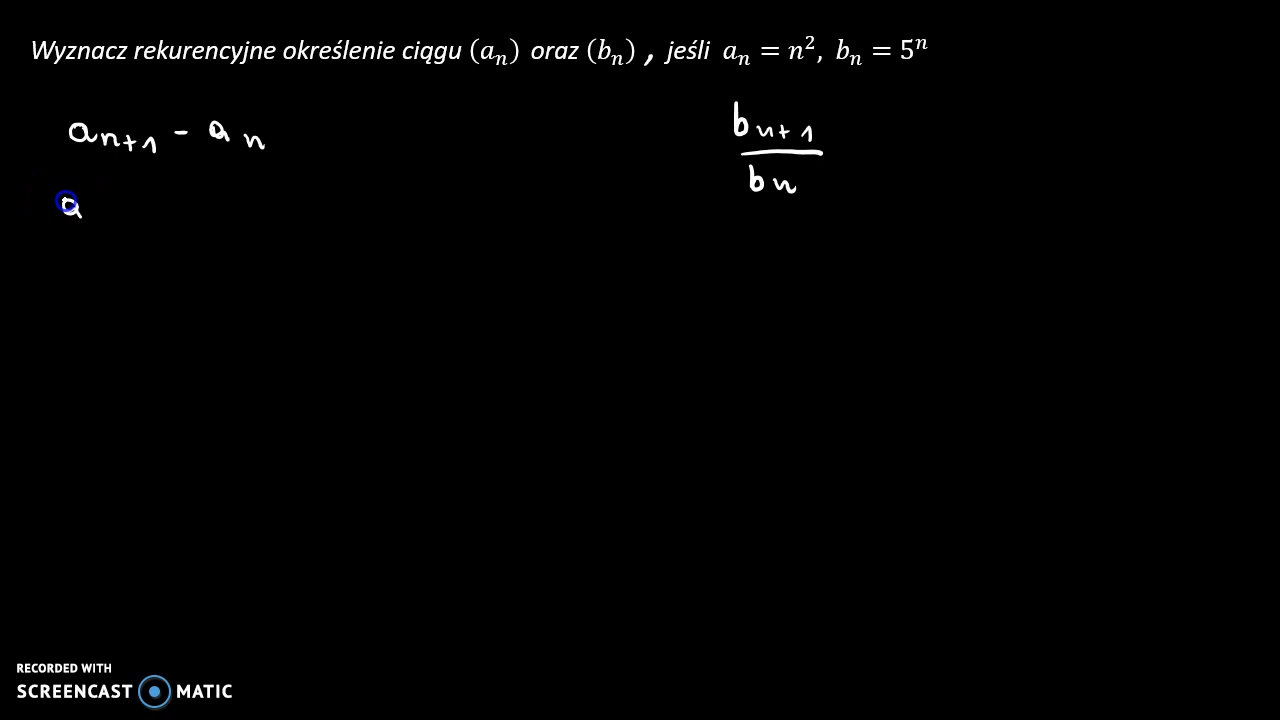 Wyznacz rekurencyjne określenie ciągu (aₙ) oraz (bₙ) , jeśli aₙ = n², bₙ = 5ⁿ
aₙ₊₁ - aₙ
bₙ₊₁
bₙ
a
RECORDED WITH
SCREENCAST MATIC